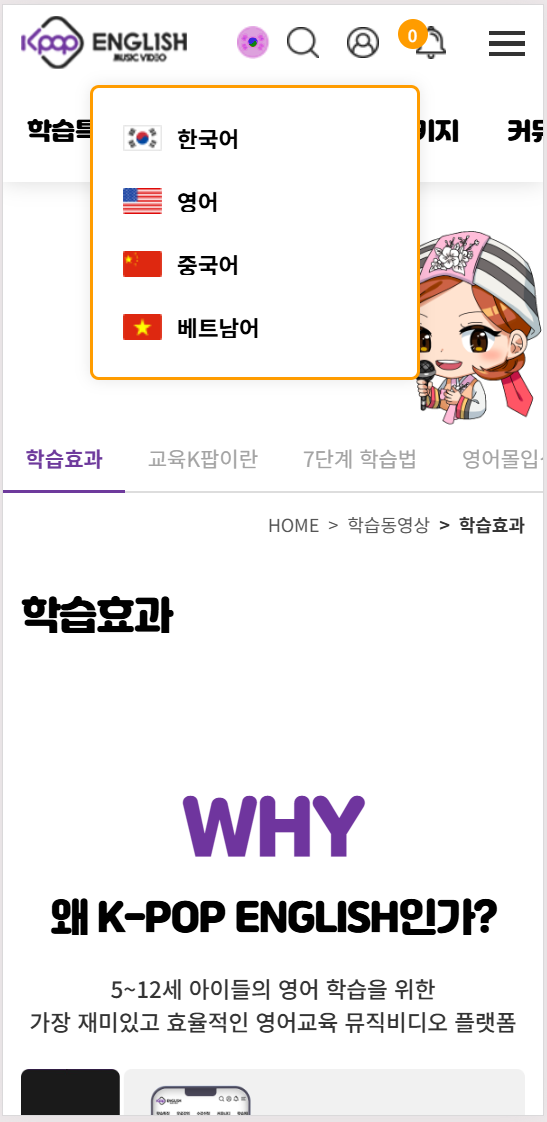 Kpop ENGLISH
MUSIC VIDEO
0
학습
기지
커뮤
한국어
영어
중국어
베트남어
학습효과 교육K팝이란 7단계 학습법 영어몰입
HOME > 학습동영상 > 학습효과
학습효과
WHY
왜 K-POP ENGLISH인가?
5~12세 아이들의 영어 학습을 위한
가장 재미있고 효율적인 영어교육 뮤직비디오 플랫폼